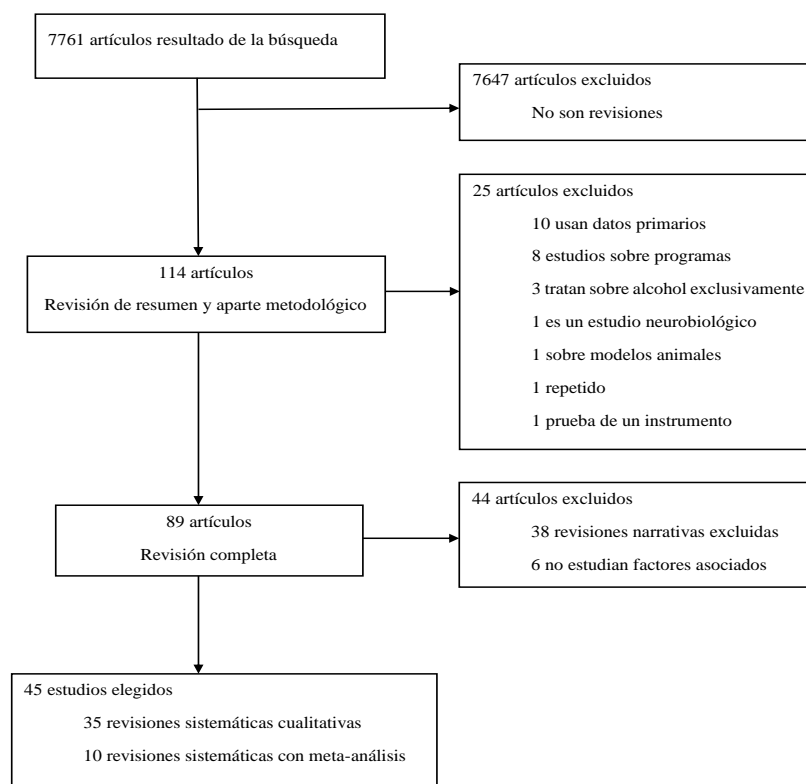 7761 artículos resultado de la búsqueda
7647 artículos excluidos
No son revisiones
25 artículos excluidos
10 usan datos primarios
8 estudios sobre programas
3 tratan sobre alcohol exclusivamente
1 es un estudio neurobiológico
1 sobre modelos animales
1 repetido
1 prueba de un instrumento
114 artículos
Revisión de resumen y aparte metodológico
44 artículos excluidos
38 revisiones narrativas excluidas
6 no estudian factores asociados
89 artículos
Revisión completa
45 estudios elegidos
35 revisiones sistemáticas cualitativas
10 revisiones sistemáticas con meta-análisis